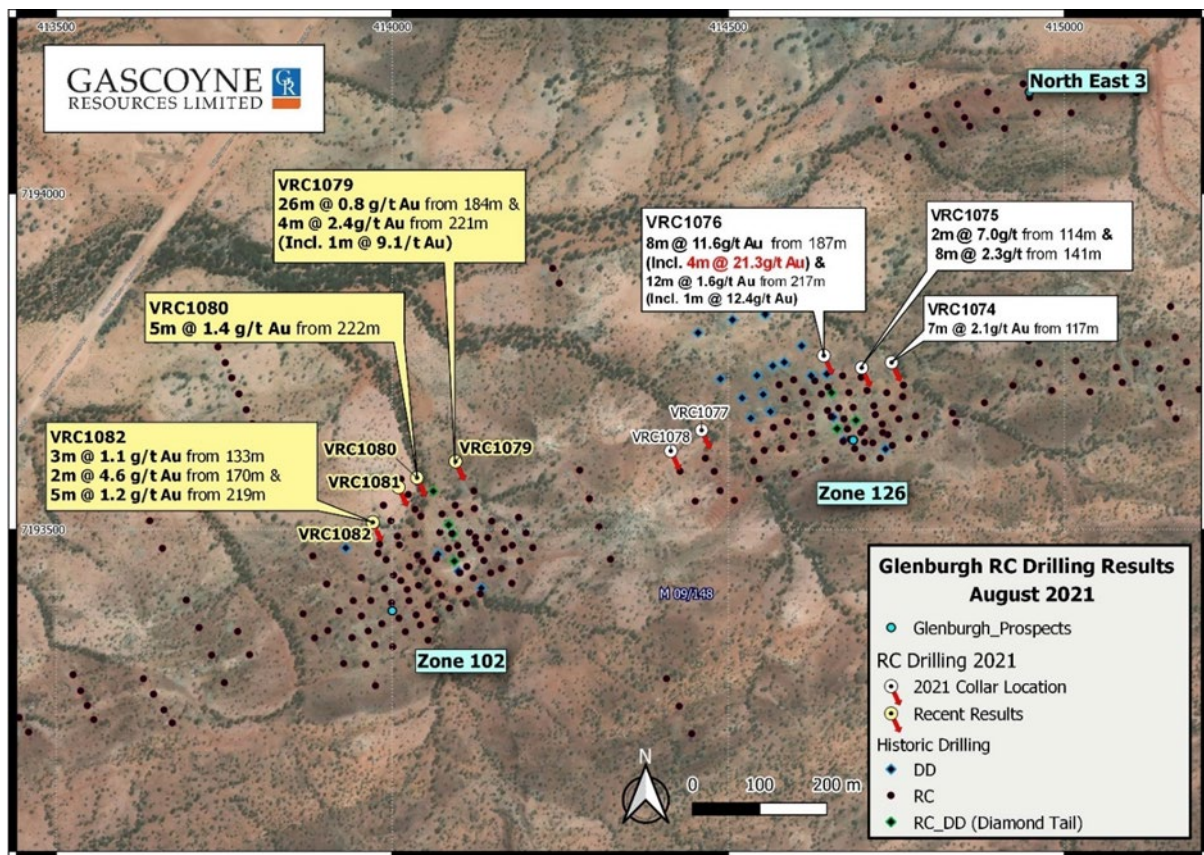 413500
414000
414500
415000
GASCOYNE
RESOURCES LIMITED
GR
North East 3
7194000
VRC1079
26m @ 0.8 g/t Au from 184m &
4m @ 2.4g/t Au from 221m
(Incl. 1m @ 9.1/t Au)
VRC1076
8m @ 11.6g/t Au from 187m
(Incl. 4m @ 21.3g/t Au) &
12m @ 1.6g/t Au from 217m
(Incl. 1m @ 12.4g/t Au)
VRC1075
2m @ 7.0g/t from 114m &
8m @ 2.3g/t from 141m
VRC1080
5m @ 1.4 g/t Au from 222m
VRC1074
7m @ 2.1g/t Au from 117m
VRC1082
3m @ 1.1 g/t Au from 133m
2m @ 4.6 g/t Au from 170m &
5m @ 1.2 g/t Au from 219m
VRC1077
VRC1078
VRC1080
VRC1079
VRC1081
VRC1082
Zone 126
7193500
M 09/148
Zone 102
N
0 100 200 m
Glenburgh RC Drilling Results
August 2021
Glenburgh_Prospects
RC Drilling 2021
2021 Collar Location
Recent Results
Historic Drilling
DD
RC
RC_DD (Diamond Tail)